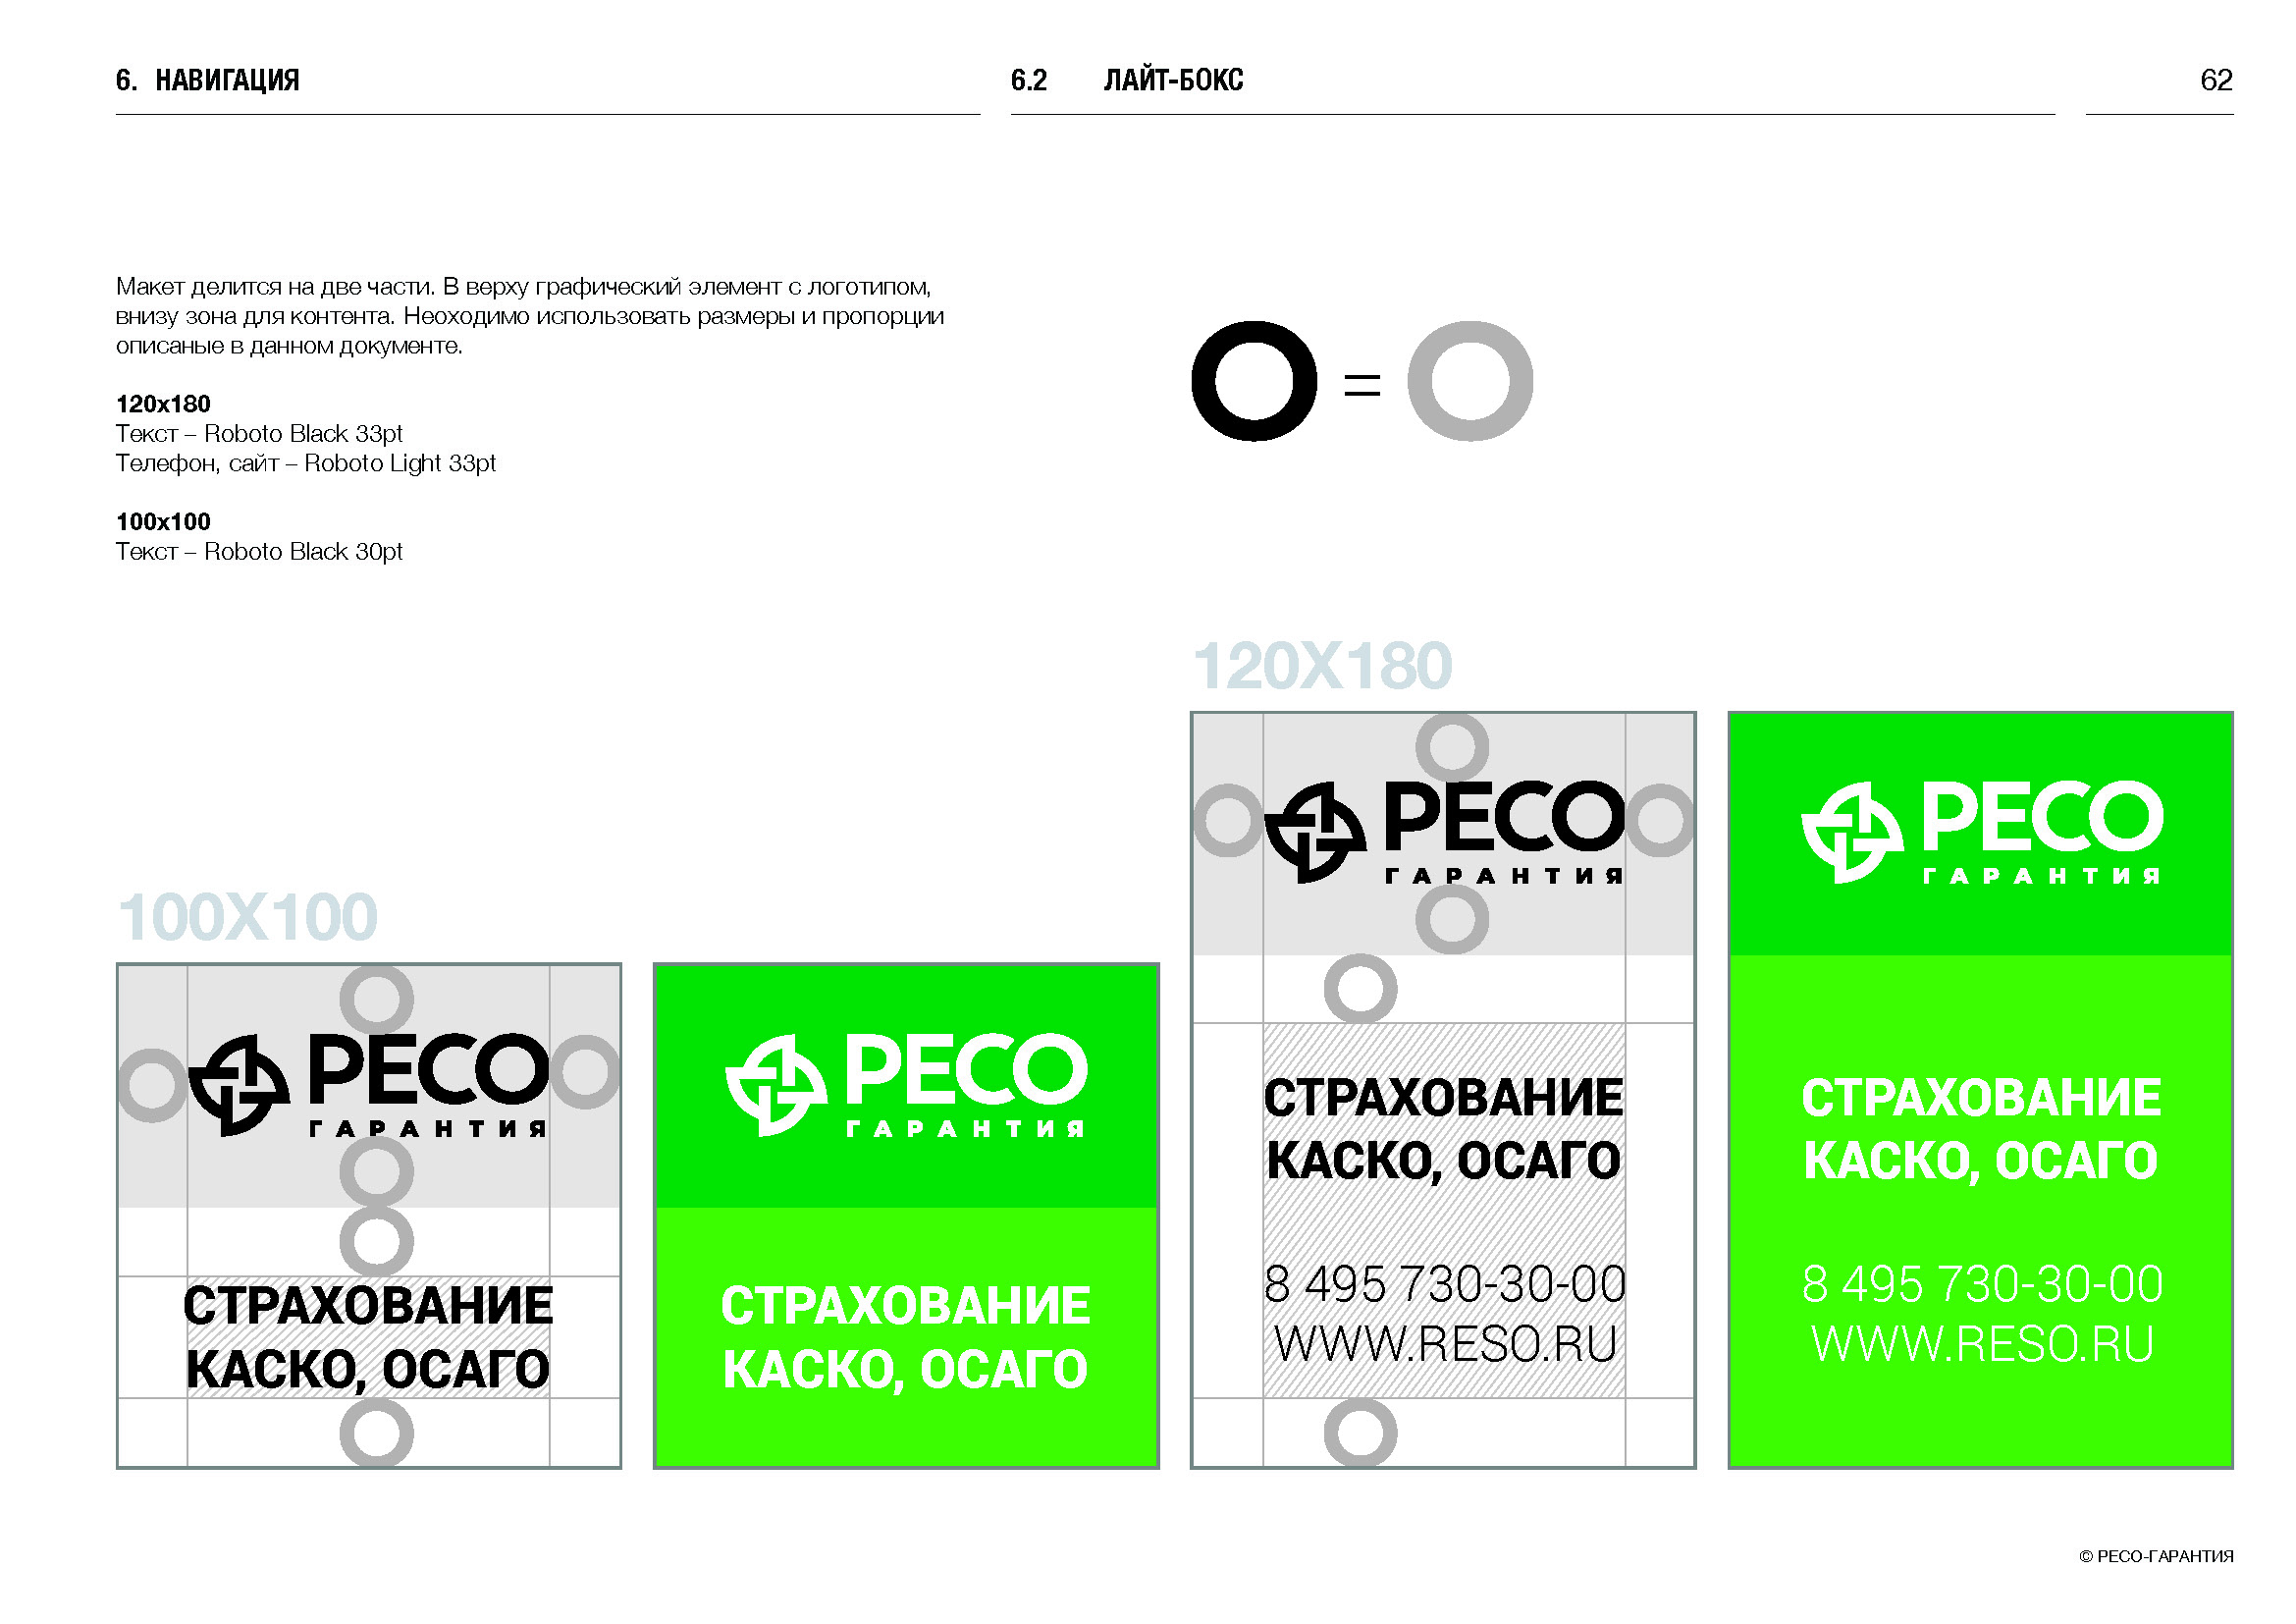 6. НАВИГАЦИЯ
6.2 ЛАЙТ-БОКС
62
Макет делится на две части. В верху графический элемент с логотипом,
внизу зона для контента. Неоходимо использовать размеры и пропорции
описаные в данном документе.
120x180
Текст – Roboto Black 33pt
Телефон, сайт – Roboto Light 33pt
100x100
Текст – Roboto Black 30pt
О = О
100X100
РЕСО
ГАРАНТИЯ
СТРАХОВАНИЕ
КАСКО, ОСАГО
РЕСО
ГАРАНТИЯ
СТРАХОВАНИЕ
КАСКО, ОСАГО
120X180
РЕСО
ГАРАНТИЯ
СТРАХОВАНИЕ
КАСКО, ОСАГО
8 495 730-30-00
WWW.RESO.RU
РЕСО
ГАРАНТИЯ
СТРАХОВАНИЕ
КАСКО, ОСАГО
8 495 730-30-00
WWW.RESO.RU
© РЕСО-ГАРАНТИЯ